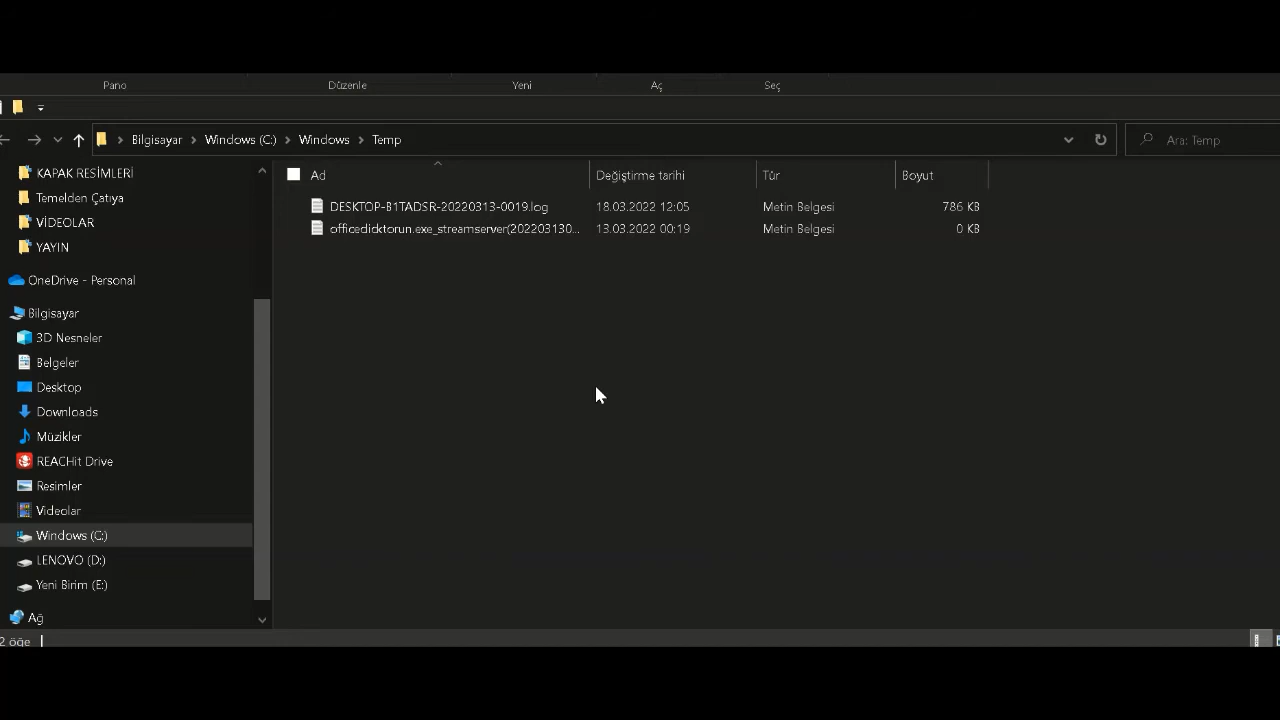 Pano Düzenle Yeni Aç Seç
Bilgisayar Windows (C:) Windows Temp
Ara: Temp
KAPAK RESİMLERİ
Temelden Çatıya
VİDEOLAR
YAYIN
OneDrive - Personal
Bilgisayar
3D Nesneler
Belgeler
Desktop
Downloads
Müzikler
REACHit Drive
Resimler
Videolar
Windows (C:)
LENOVO (D:)
Yeni Birim (E:)
Ağ
Ad Değiştirme tarihi Tür Boyut
DESKTOP-B1TADSR-20220313-0019.log 18.03.2022 12:05 Metin Belgesi 786 KB
officeclicktorun.exe_streamserver(202203130... 13.03.2022 00:19 Metin Belgesi 0 KB
2 öğe